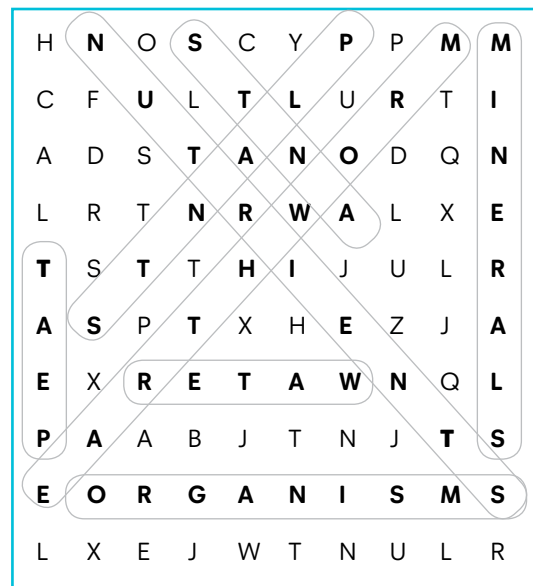 H N O S C Y P P M M
C F U L T L U R T I
A D S T A N O D Q N
L R T N R W A L X E
T S T T H I J U L R
A S P T X H E Z J A
E X R E T A W N Q L
P A A B J T N J T S
E O R G A N I S M S
L X E J W T N U L R